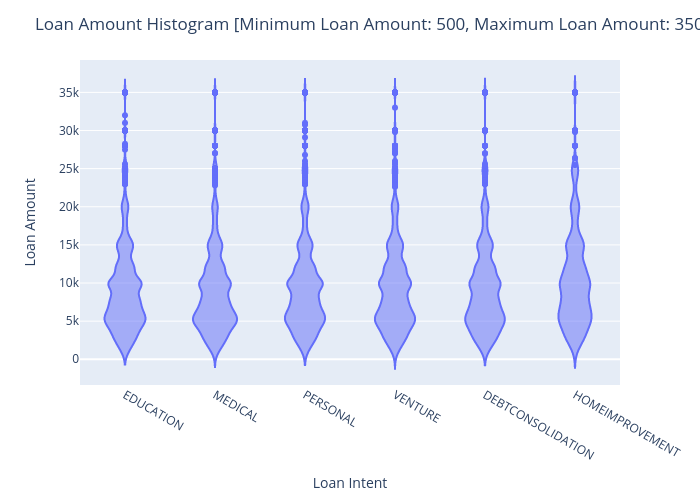 Loan Amount Histogram [Minimum Loan Amount: 500, Maximum Loan Amount: 350
35k
30k
25k
20k
15k
10k
5k
0
Loan Amount
EDUCATION
MEDICAL
PERSONAL
VENTURE
DEBTCONSOLIDATION
HOMEIMPROVEMENT
Loan Intent